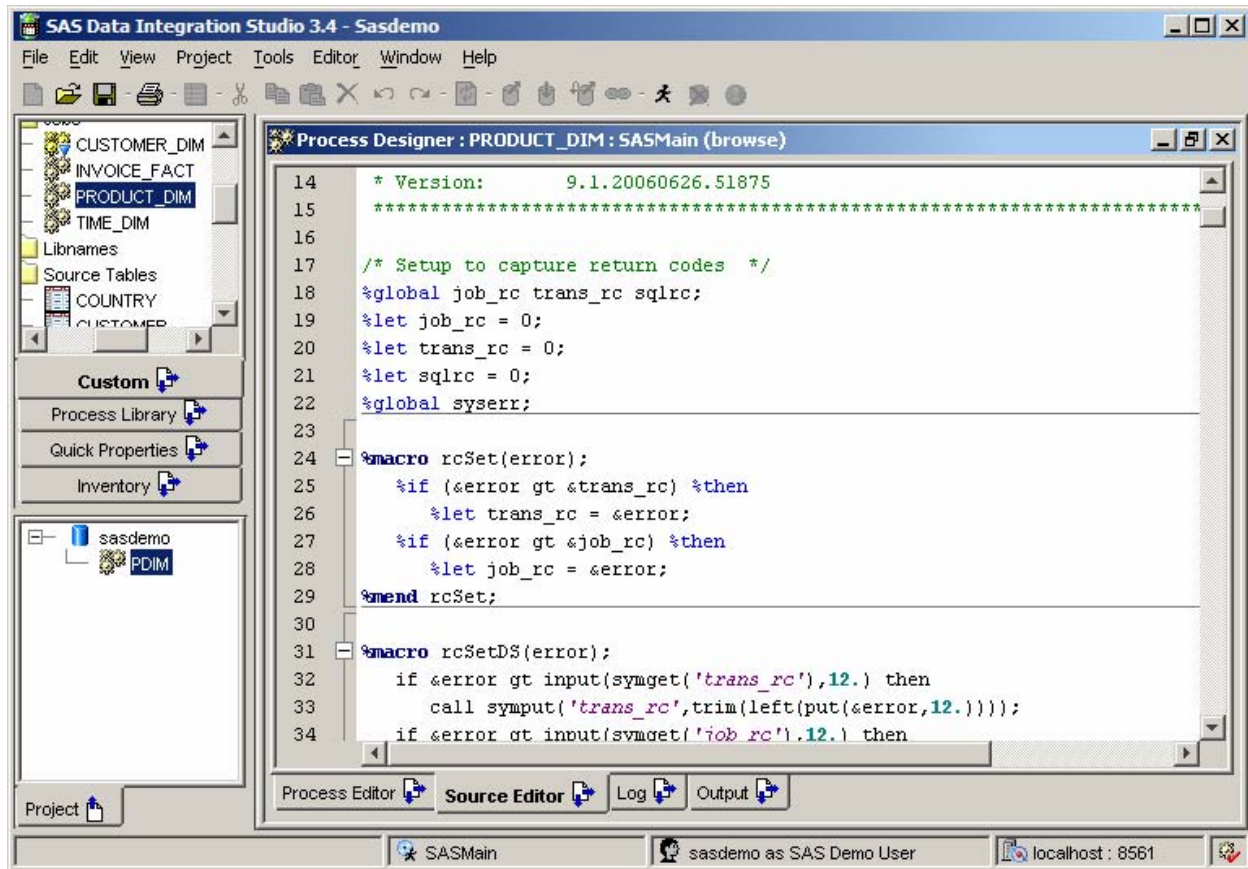 SAS Data Integration Studio 3.4 - Sasdemo
File Edit View Project Tools Editor Window Help
CUSTOMER_DIM
INVOICE_FACT
PRODUCT_DIM
TIME_DIM
Libnames
Source Tables
COUNTRY
CUSTOMER
Custom
Process Library
Quick Properties
Inventory
sasdemo
PDIM
Project
Process Designer : PRODUCT_DIM : SASMain (browse)
14 * Version: 9.1.20060626.51875
15 **************************************************************************
16
17 /* Setup to capture return codes */
18 %global job_rc trans_rc sqlrc;
19 %let job_rc = 0;
20 %let trans_rc = 0;
21 %let sqlrc = 0;
22 %global syserr;
23
24 %macro rcSet(error);
25 %if (&error gt &trans_rc) %then
26 %let trans_rc = &error;
27 %if (&error gt &job_rc) %then
28 %let job_rc = &error;
29 %mend rcSet;
30
31 %macro rcSetDS(error);
32 if &error gt input(symget('trans_rc'),12.) then
33 call symput('trans_rc',trim(left(put(&error,12.))));
34 if &error gt input(symget('job_rc'),12.) then
Process Editor Source Editor Log Output
SASMain sasdemo as SAS Demo User localhost : 8561